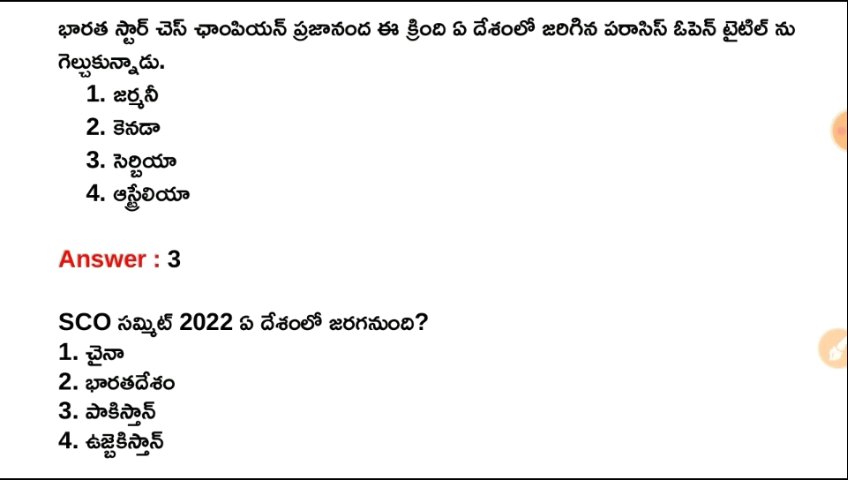 భారత స్టార్ చెస్ ఛాంపియన్ ప్రజానంద ఈ క్రింది ఏ దేశంలో జరిగిన పరాసిస్ ఓపెన్ టైటిల్ ను
గెల్చుకున్నాడు.
1. జర్మనీ
2. కెనడా
3. సెర్బియా
4. ఆస్ట్రేలియా
Answer : 3
SCO సమ్మిట్ 2022 ఏ దేశంలో జరగనుంది?
1. చైనా
2. భారతదేశం
3. పాకిస్తాన్
4. ఉజ్బెకిస్తాన్